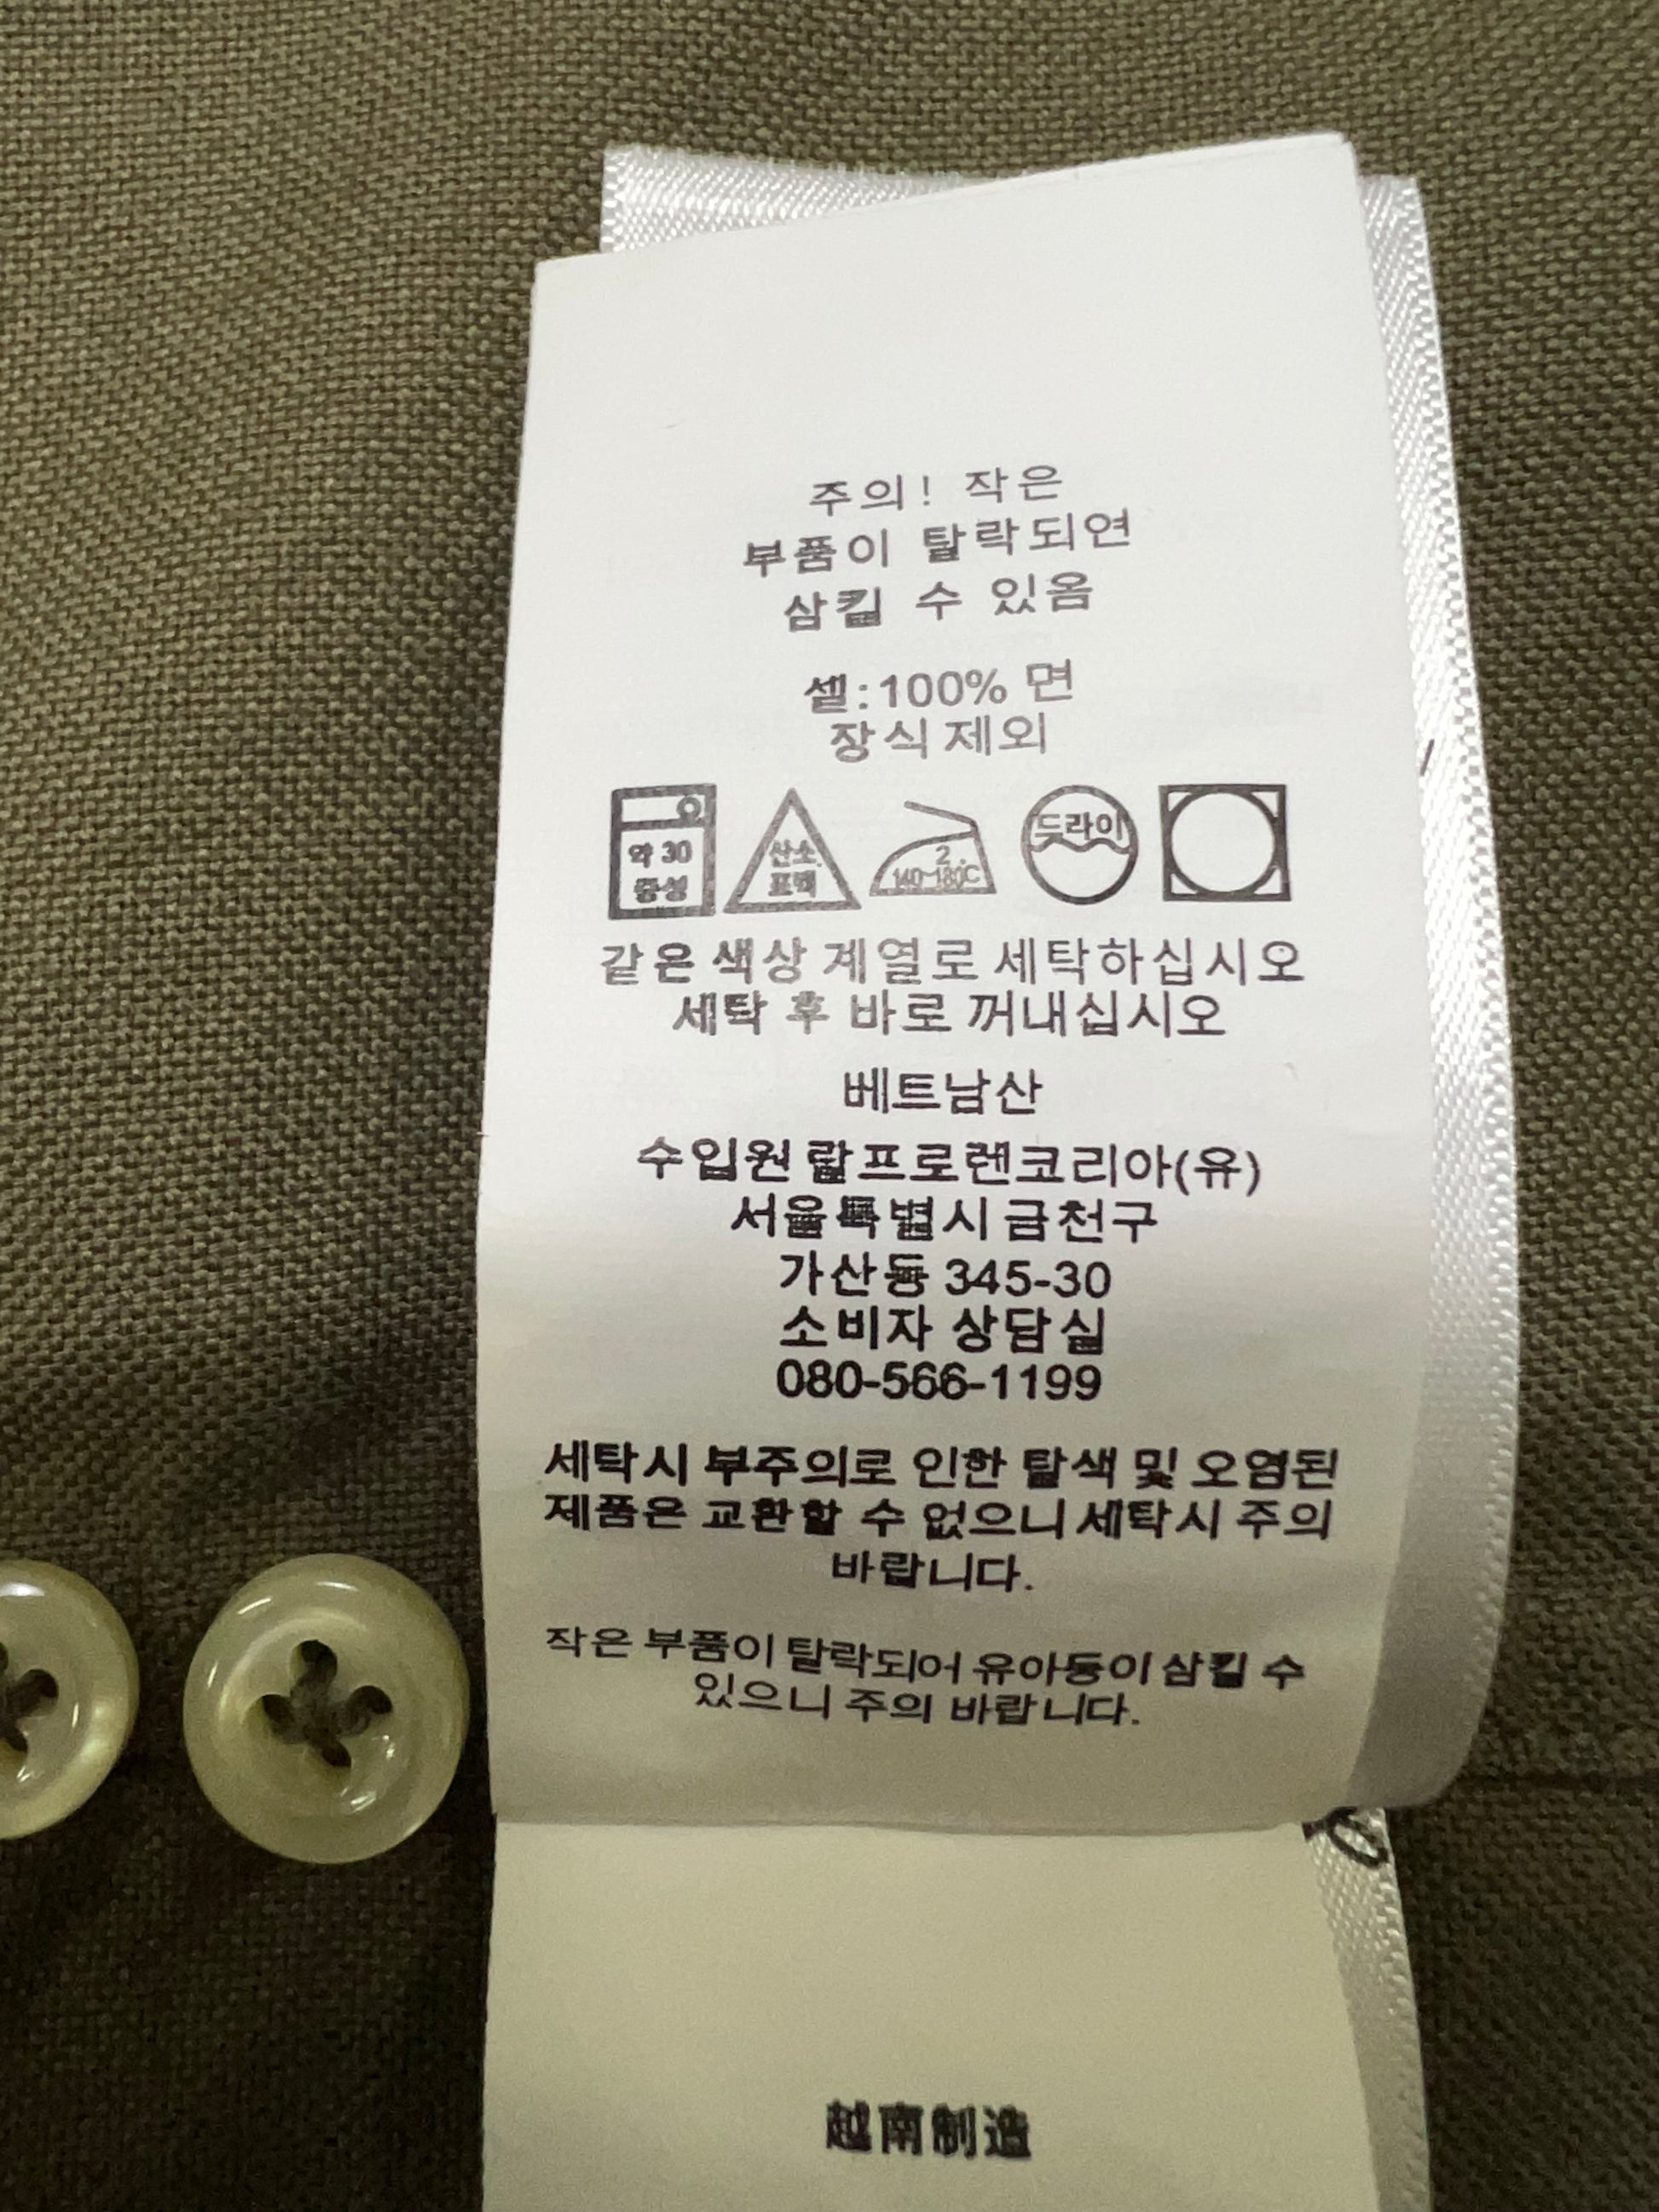 주의! 작은
부품이 탈락되연
삼킬 수 있옴
셀:100% 면
장식 제외
약 30
중성
산소
표백
2.
140~180℃
드라이
같은 색상 계열로 세탁하십시오
세탁 후 바로 꺼내십시오
베트남산
수입원 랄프로렌코리아(유)
서울특별시 금천구
가산동 345-30
소비자 상담실
080-566-1199
세탁시 부주의로 인한 탈색 및 오염된
제품은 교환할 수 없으니 세탁시 주의
바랍니다.
작은 부품이 탈락되어 유아등이 삼킬 수
있으니 주의 바랍니다.
越南制造